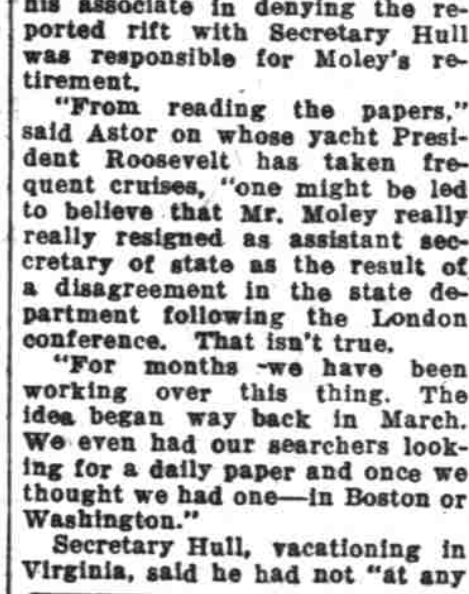 his associate in denying the re-
ported rift with Secretary Hull
was responsible for Moley's re-
tirement.
"From reading the papers,"
said Astor on whose yacht Presi-
dent Roosevelt has taken fre-
quent cruises, "one might be led
to believe that Mr. Moley really
really resigned as assistant sec-
cretary of state as the result of
a disagreement in the state de-
partment following the London
conference. That isn't true.
"For months -we have been
working over this thing. The
idea began way back in March.
We even had our searchers look-
ing for a daily paper and once we
thought we had one—in Boston or
Washington."
Secretary Hull, vacationing in
Virginia, said he had not "at any